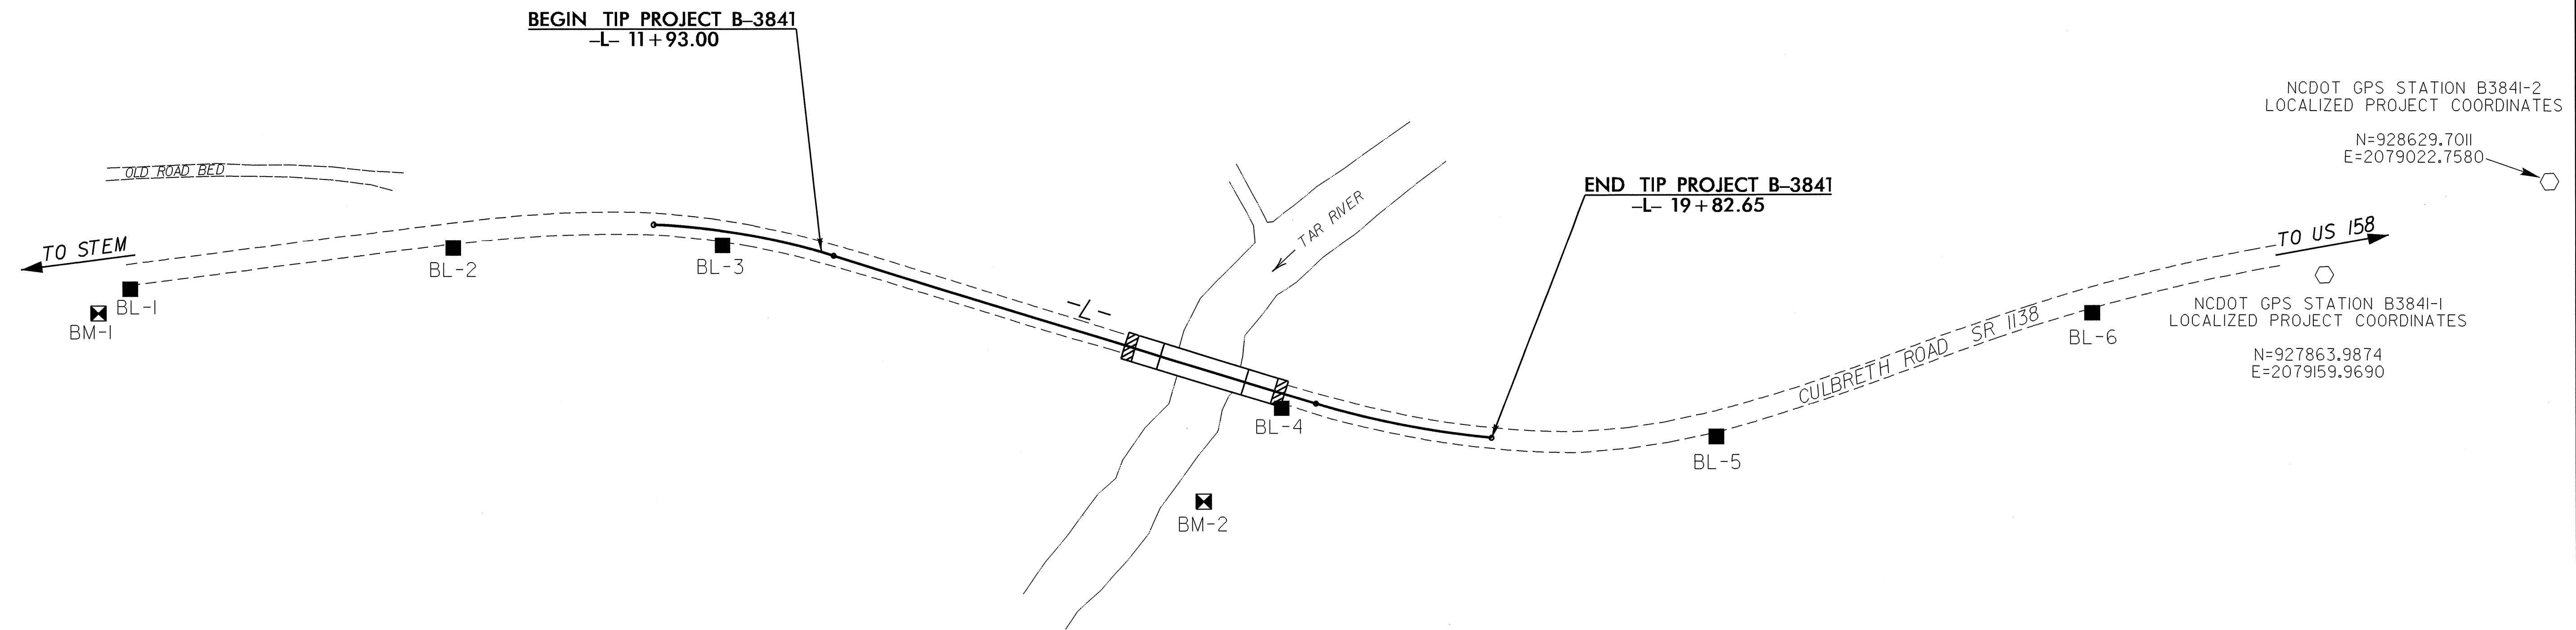 BEGIN TIP PROJECT B–3841
–L– 11+93.00
NCDOT GPS STATION B3841-2
LOCALIZED PROJECT COORDINATES
N=928629.7011
E=2079022.7580
OLD ROAD BED
END TIP PROJECT B–3841
–L– 19+82.65
TAR RIVER
TO STEM
TO US 158
BL-2
BL-3
BL-1
BM-1
-L-
NCDOT GPS STATION B3841-1
LOCALIZED PROJECT COORDINATES
N=927863.9874
E=2079159.9690
CULBRETH ROAD SR 1138
BL-6
BL-4
BL-5
BM-2